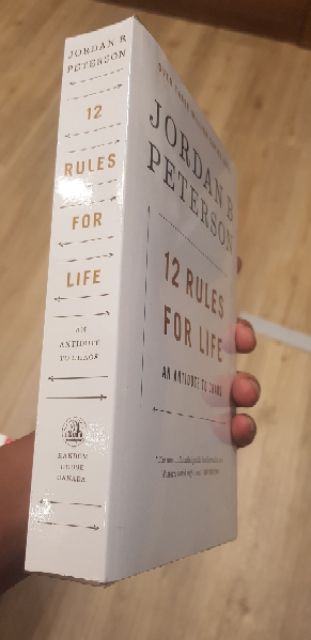 JORDAN B
PETERSON
12
RULES
FOR
LIFE
AN
ANTIDOTE
TO CHAOS
RANDOM
HOUSE
CANADA
JORDAN B
PETERSON
12 RULES
FOR LIFE
AN ANTIDOTE TO CHAOS